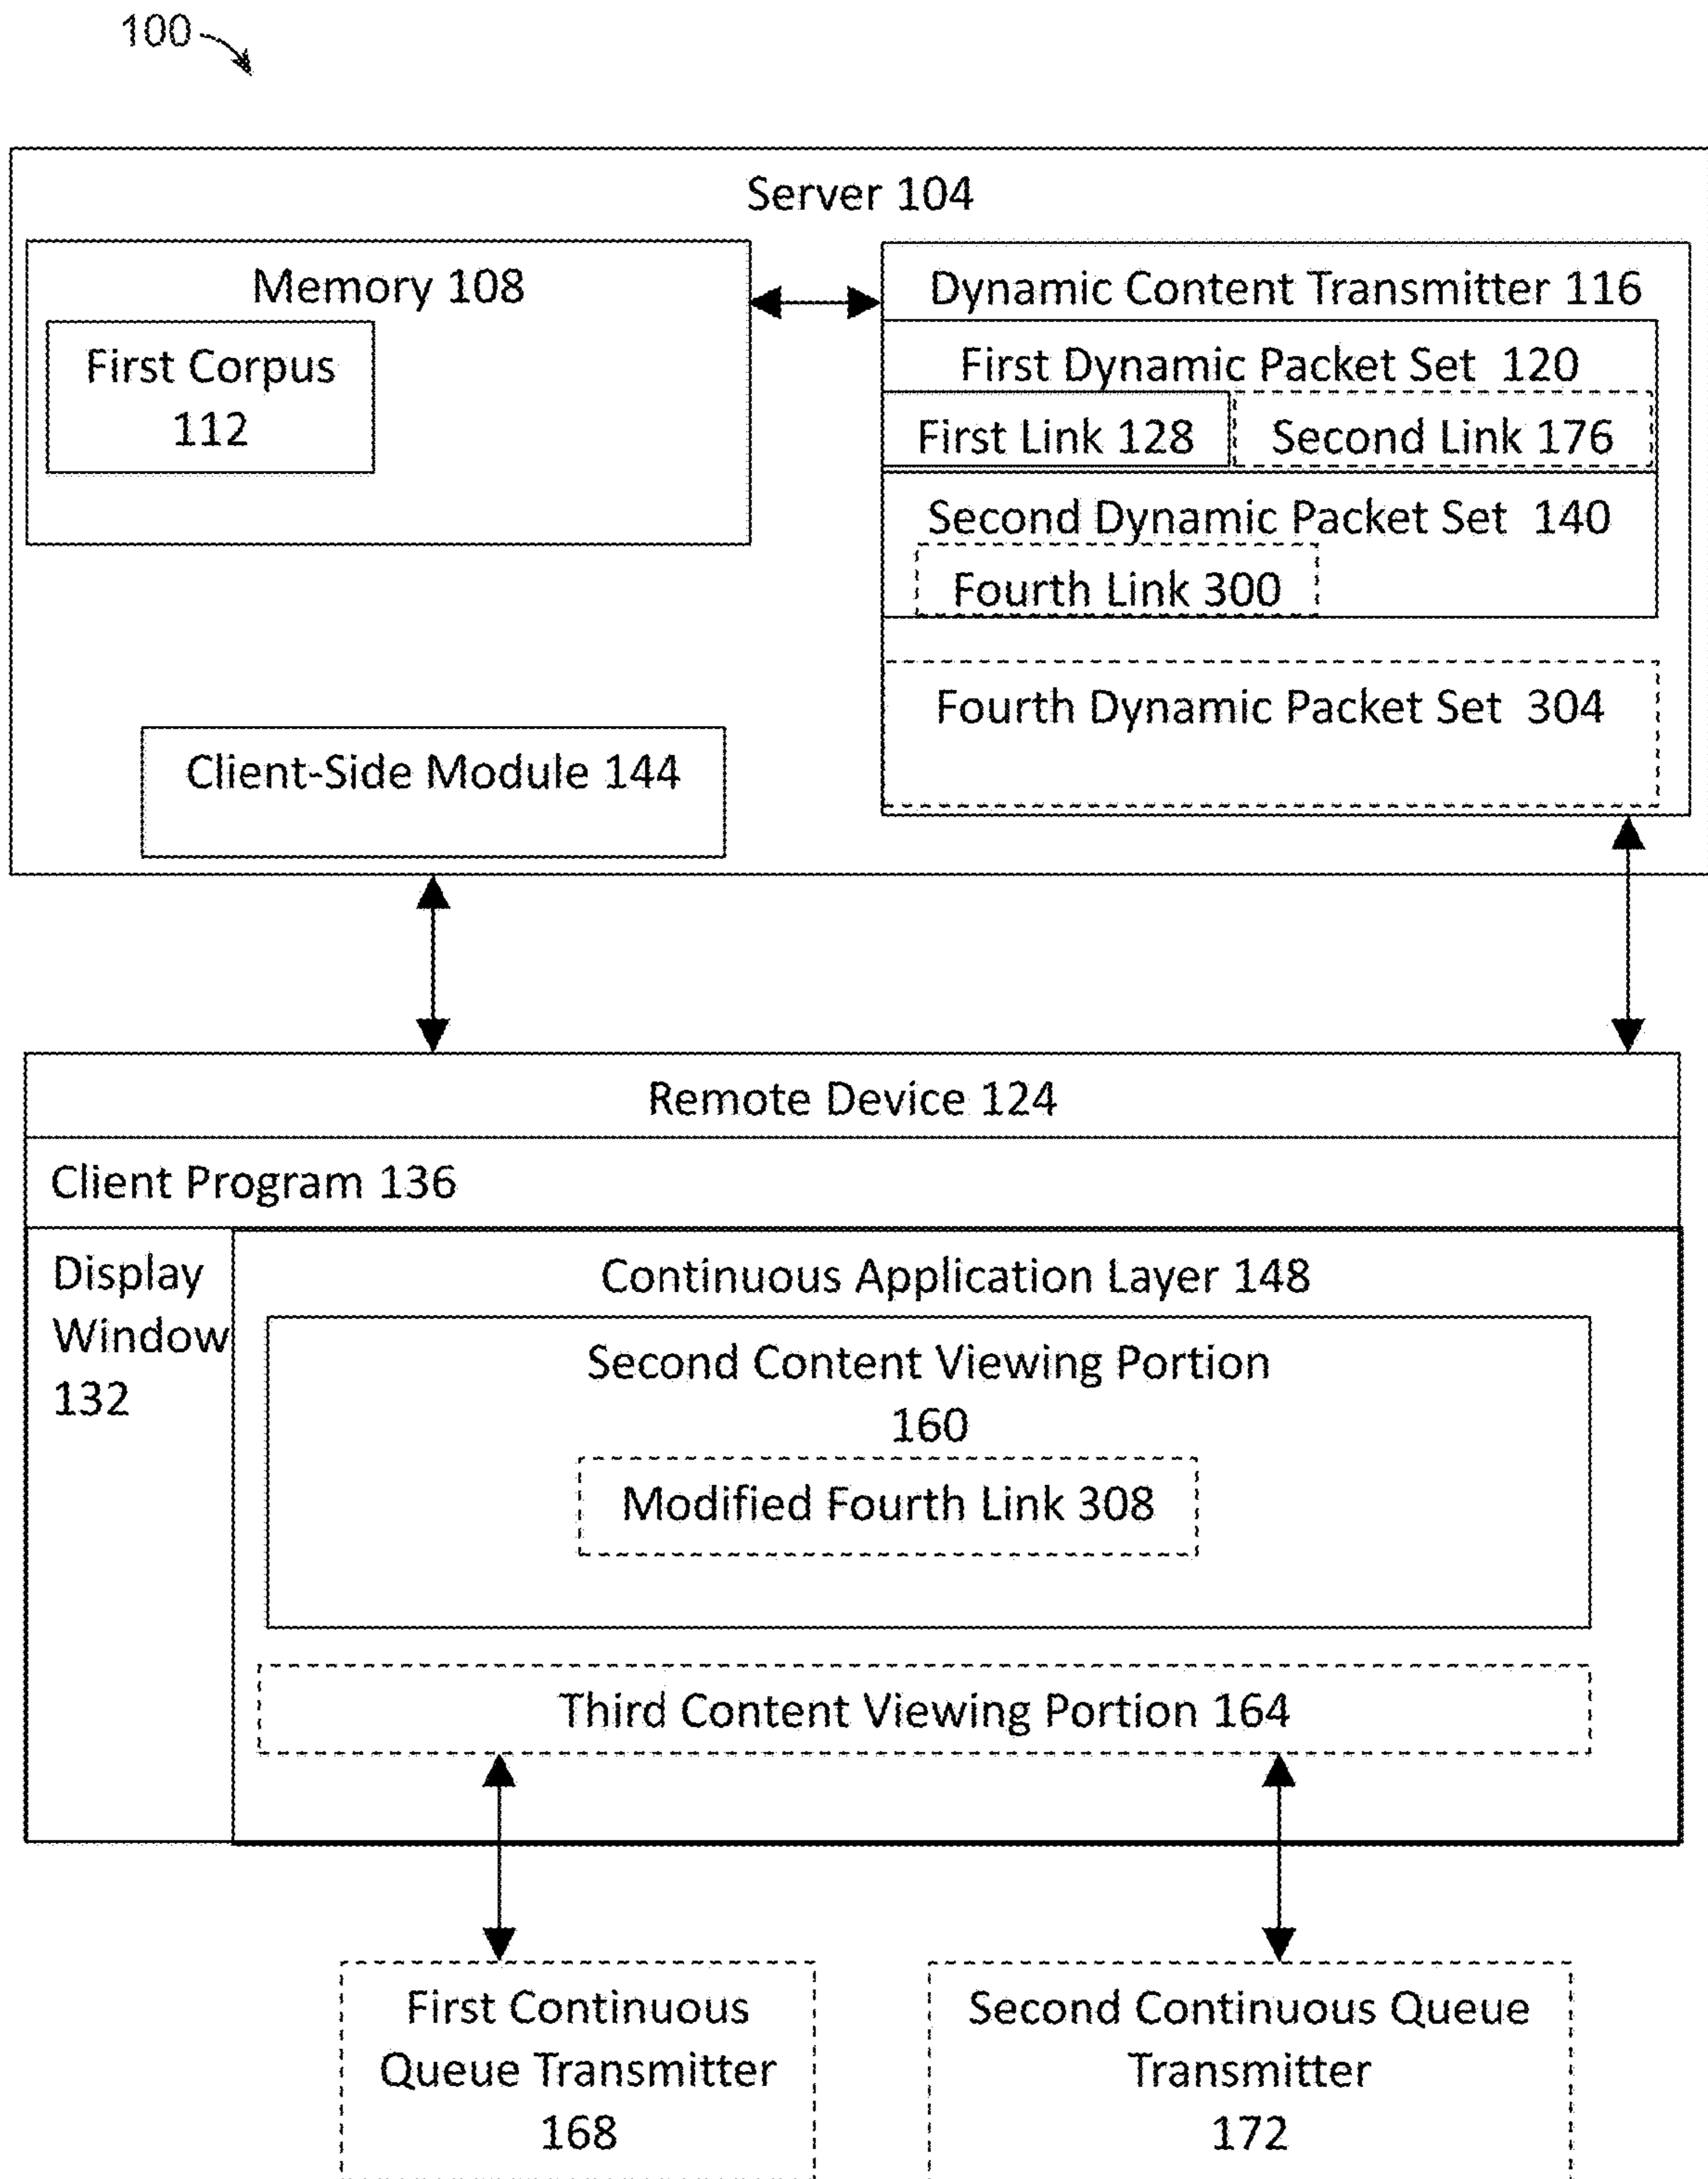 100
Server 104
Memory 108
First Corpus
112
Dynamic Content Transmitter 116
First Dynamic Packet Set 120
First Link 128
Second Link 176
Second Dynamic Packet Set 140
Fourth Link 300
Fourth Dynamic Packet Set 304
Client-Side Module 144
Remote Device 124
Client Program 136
Display
Window
132
Continuous Application Layer 148
Second Content Viewing Portion
160
Modified Fourth Link 308
Third Content Viewing Portion 164
First Continuous
Queue Transmitter
168
Second Continuous Queue
Transmitter
172